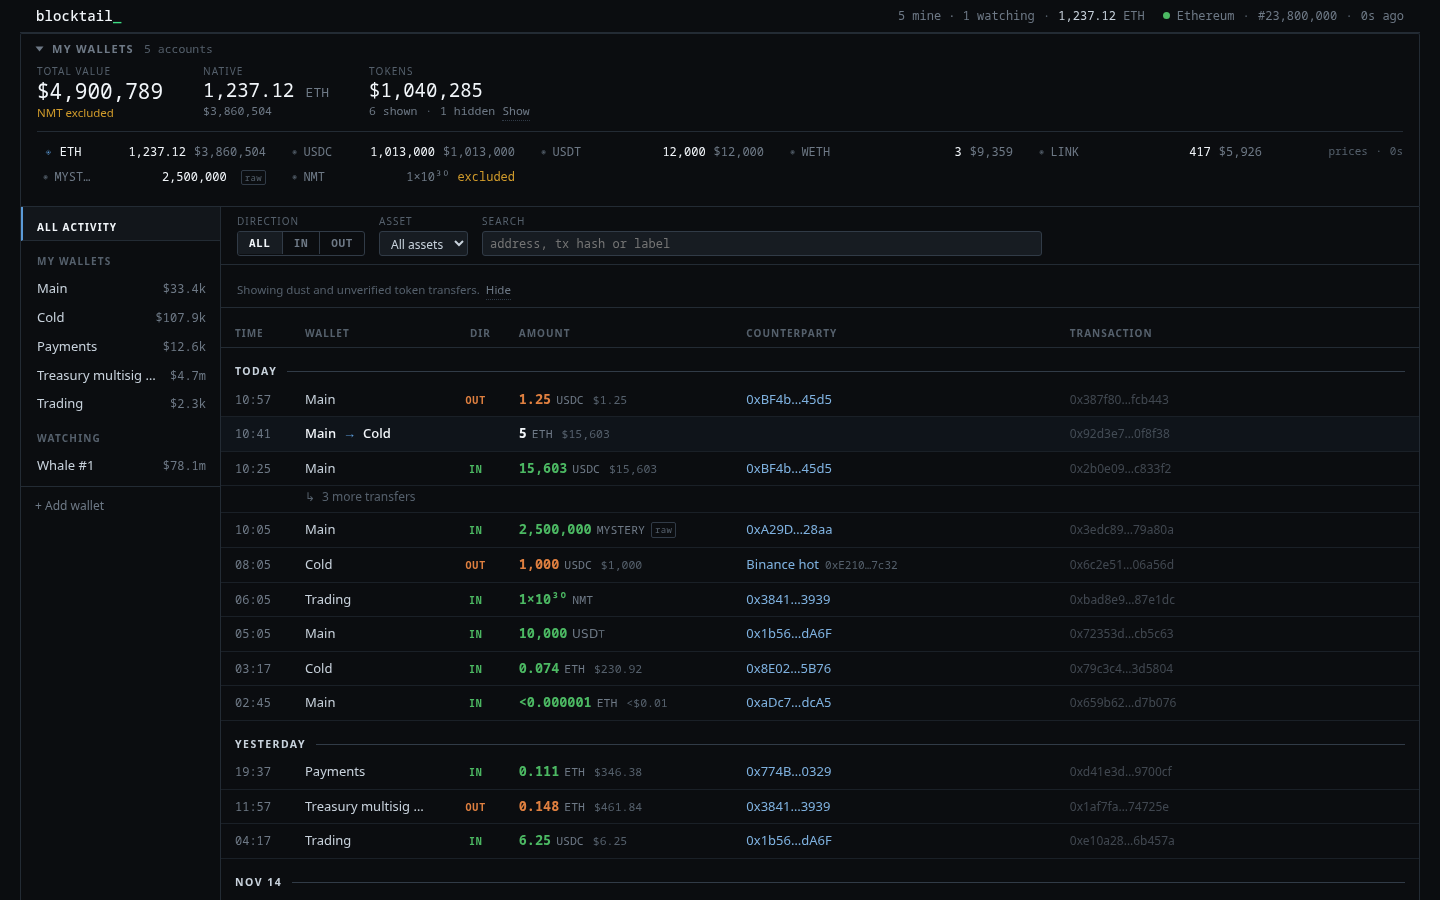 blocktail_
5 mine · 1 watching · 1,237.12 ETH Ethereum · #23,800,000 · 0s ago
MY WALLETS 5 accounts
TOTAL VALUE NATIVE TOKENS
$4,900,789 1,237.12 ETH $1,040,285
NMT excluded $3,860,504 6 shown · 1 hidden Show
ETH 1,237.12 $3,860,504 USDC 1,013,000 $1,013,000 USDT 12,000 $12,000 WETH 3 $9,359 LINK 417 $5,926 prices · 0s
MYST… 2,500,000 raw NMT 1×10³⁰ excluded
ALL ACTIVITY
MY WALLETS
Main $33.4k
Cold $107.9k
Payments $12.6k
Treasury multisig ... $4.7m
Trading $2.3k
WATCHING
Whale #1 $78.1m
+ Add wallet
DIRECTION ASSET SEARCH
ALL IN OUT All assets address, tx hash or label
Showing dust and unverified token transfers. Hide
TIME WALLET DIR AMOUNT COUNTERPARTY TRANSACTION
TODAY
10:57 Main OUT 1.25 USDC $1.25 0xBF4b…45d5 0x387f80…fcb443
10:41 Main → Cold 5 ETH $15,603 0x92d3e7…0f8f38
10:25 Main IN 15,603 USDC $15,603 0xBF4b…45d5 0x2b0e09…c833f2
↳ 3 more transfers
10:05 Main IN 2,500,000 MYSTERY raw 0xA29D…28aa 0x3edc89…79a80a
08:05 Cold OUT 1,000 USDC $1,000 Binance hot 0xE210…7c32 0x6c2e51…06a56d
06:05 Trading IN 1×10³⁰ NMT 0x3841…3939 0xbad8e9…87e1dc
05:05 Main IN 10,000 USDT 0x1b56…dA6F 0x72353d…cb5c63
03:17 Cold IN 0.074 ETH $230.92 0x8E02…5B76 0x79c3c4…3d5804
02:45 Main IN <0.000001 ETH <$0.01 0xaDc7…dcA5 0x659b62…d7b076
YESTERDAY
19:37 Payments IN 0.111 ETH $346.38 0x774B…0329 0xd41e3d…9700cf
11:57 Treasury multisig ... OUT 0.148 ETH $461.84 0x3841…3939 0x1af7fa…74725e
04:17 Trading IN 6.25 USDC $6.25 0x1b56…dA6F 0xe10a28…6b457a
NOV 14